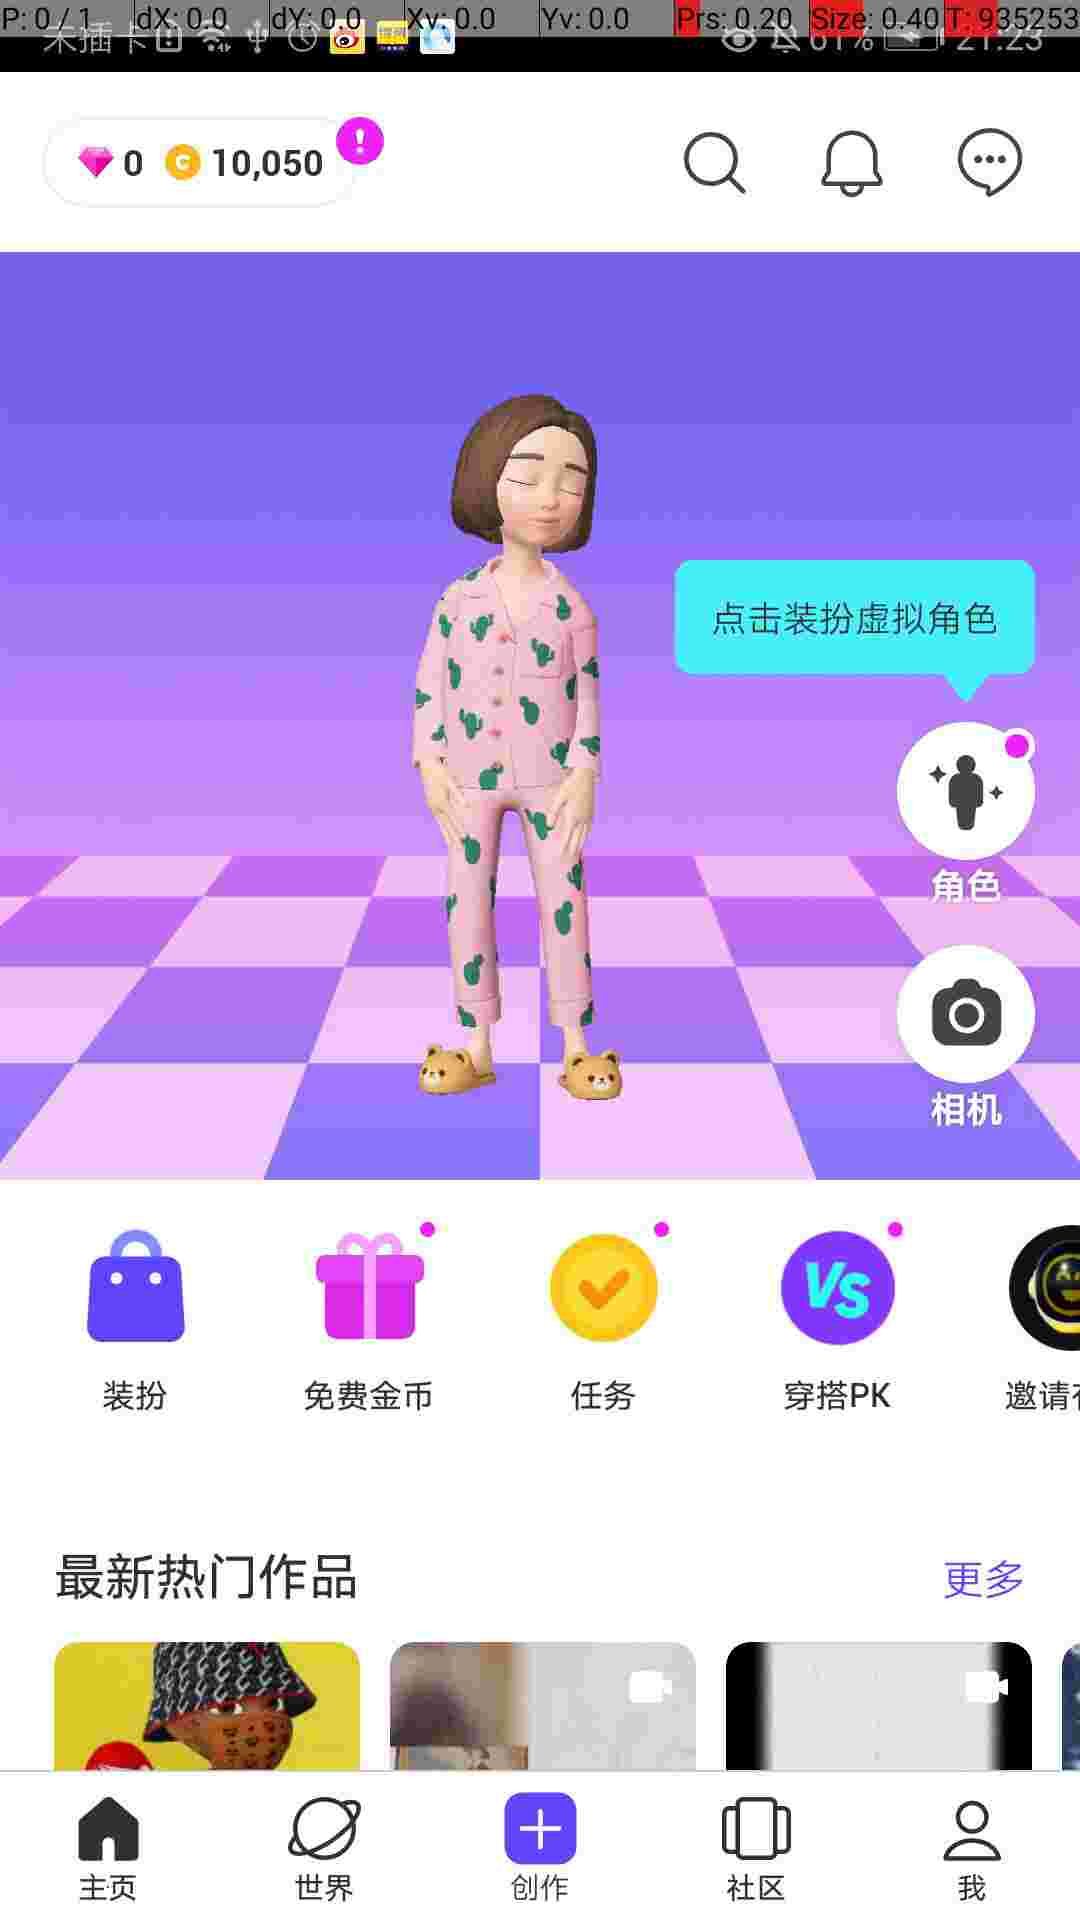 P: 0 / 1 dX: 0.0 dY: 0.0 Xv: 0.0 Yv: 0.0 Prs: 0.20 Size: 0.40 T: 935253
未插卡 61% 21:23
0 10,050
点击装扮虚拟角色
角色
相机
VS
装扮 免费金币 任务 穿搭PK 邀请
最新热门作品 更多
主页 世界 创作 社区 我